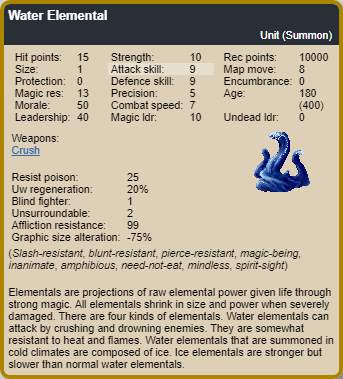 Water Elemental
Unit (Summon)
Hit points: 15 Strength: 10 Rec points: 10000
Size: 1 Attack skill: 9 Map move: 8
Protection: 0 Defence skill: 9 Encumbrance: 0
Magic res: 13 Precision: 5 Age: 180
Morale: 50 Combat speed: 7 (400)
Leadership: 40 Magic ldr: 10 Undead ldr: 0
Weapons:
Crush
Resist poison: 25
Uw regeneration: 20%
Blind fighter: 1
Unsurroundable: 2
Affliction resistance: 99
Graphic size alteration: -75%
(Slash-resistant, blunt-resistant, pierce-resistant, magic-being,
inanimate, amphibious, need-not-eat, mindless, spirit-sight)
Elementals are projections of raw elemental power given life through
strong magic. All elementals shrink in size and power when severely
damaged. There are four kinds of elementals. Water elementals can
attack by crushing and drowning enemies. They are somewhat
resistant to heat and flames. Water elementals that are summoned in
cold climates are composed of ice. Ice elementals are stronger but
slower than normal water elementals.